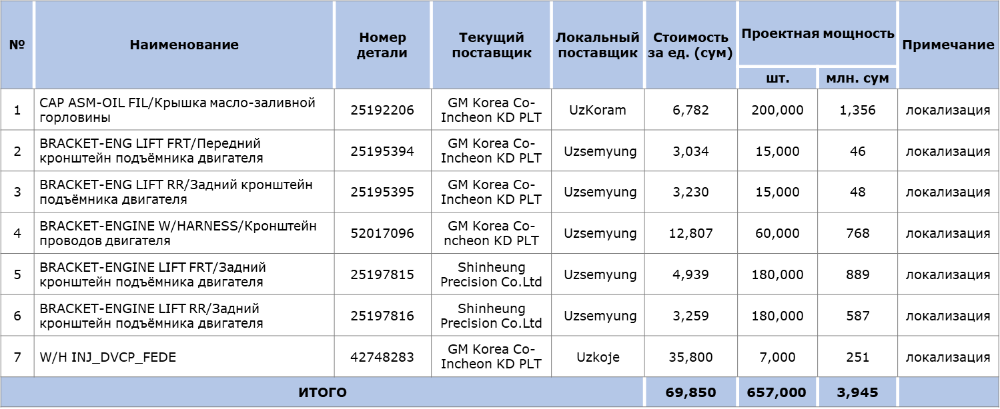 №
Наименование
Номер
детали
Текущий
поставщик
Локальный
поставщик
Стоимость
за ед. (сум)
Проектная мощность
шт.
млн. сум
Примечание
1
CAP ASM-OIL FIL/Крышка масло-заливной
горловины
25192206
GM Korea Co-
Incheon KD PLT
UzKoram
6,782
200,000
1,356
локализация
2
BRACKET-ENG LIFT FRT/Передний
кронштейн подъёмника двигателя
25195394
GM Korea Co-
Incheon KD PLT
Uzsemyung
3,034
15,000
46
локализация
3
BRACKET-ENG LIFT RR/Задний кронштейн
подъёмника двигателя
25195395
GM Korea Co-
Incheon KD PLT
Uzsemyung
3,230
15,000
48
локализация
4
BRACKET-ENGINE W/HARNESS/Кронштейн
проводов двигателя
52017096
GM Korea Co-
ncheon KD PLT
Uzsemyung
12,807
60,000
768
локализация
5
BRACKET-ENGINE LIFT FRT/Задний
кронштейн подъёмника двигателя
25197815
Shinheung
Precision Co.Ltd
Uzsemyung
4,939
180,000
889
локализация
6
BRACKET-ENGINE LIFT RR/Задний
кронштейн подъёмника двигателя
25197816
Shinheung
Precision Co.Ltd
Uzsemyung
3,259
180,000
587
локализация
7
W/H INJ_DVCP_FEDE
42748283
GM Korea Co-
Incheon KD PLT
Uzkoje
35,800
7,000
251
локализация
ИТОГО
69,850
657,000
3,945